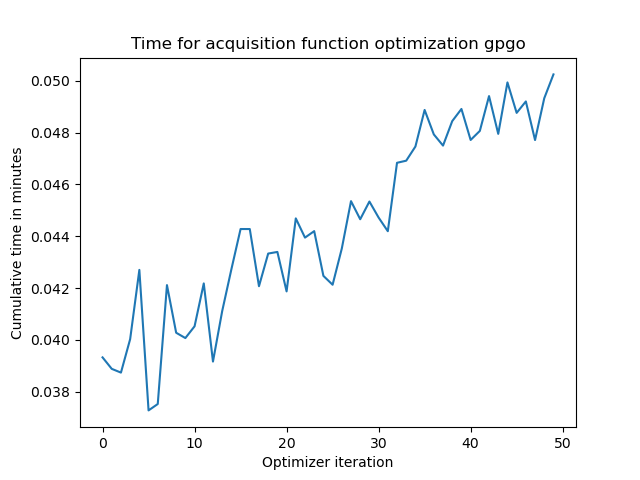 Time for acquisition function optimization gpgo
Cumulative time in minutes
0.050
0.048
0.046
0.044
0.042
0.040
0.038
0 10 20 30 40 50
Optimizer iteration